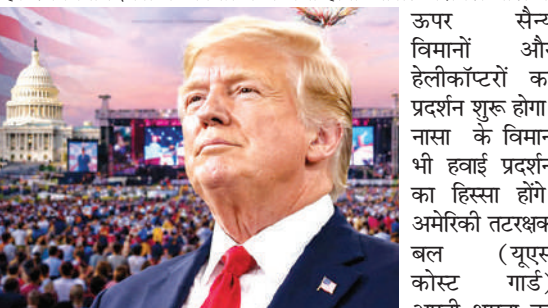 ऊपर सैन्य
विमानों और
हेलीकॉप्टरों क
प्रदर्शन शुरू होगा
नासा के विमान
भी हवाई प्रदर्शन
का हिस्सा होंगे
अमेरिकी तटरक्षक
बल (यूएस
कोस्ट गार्ड)